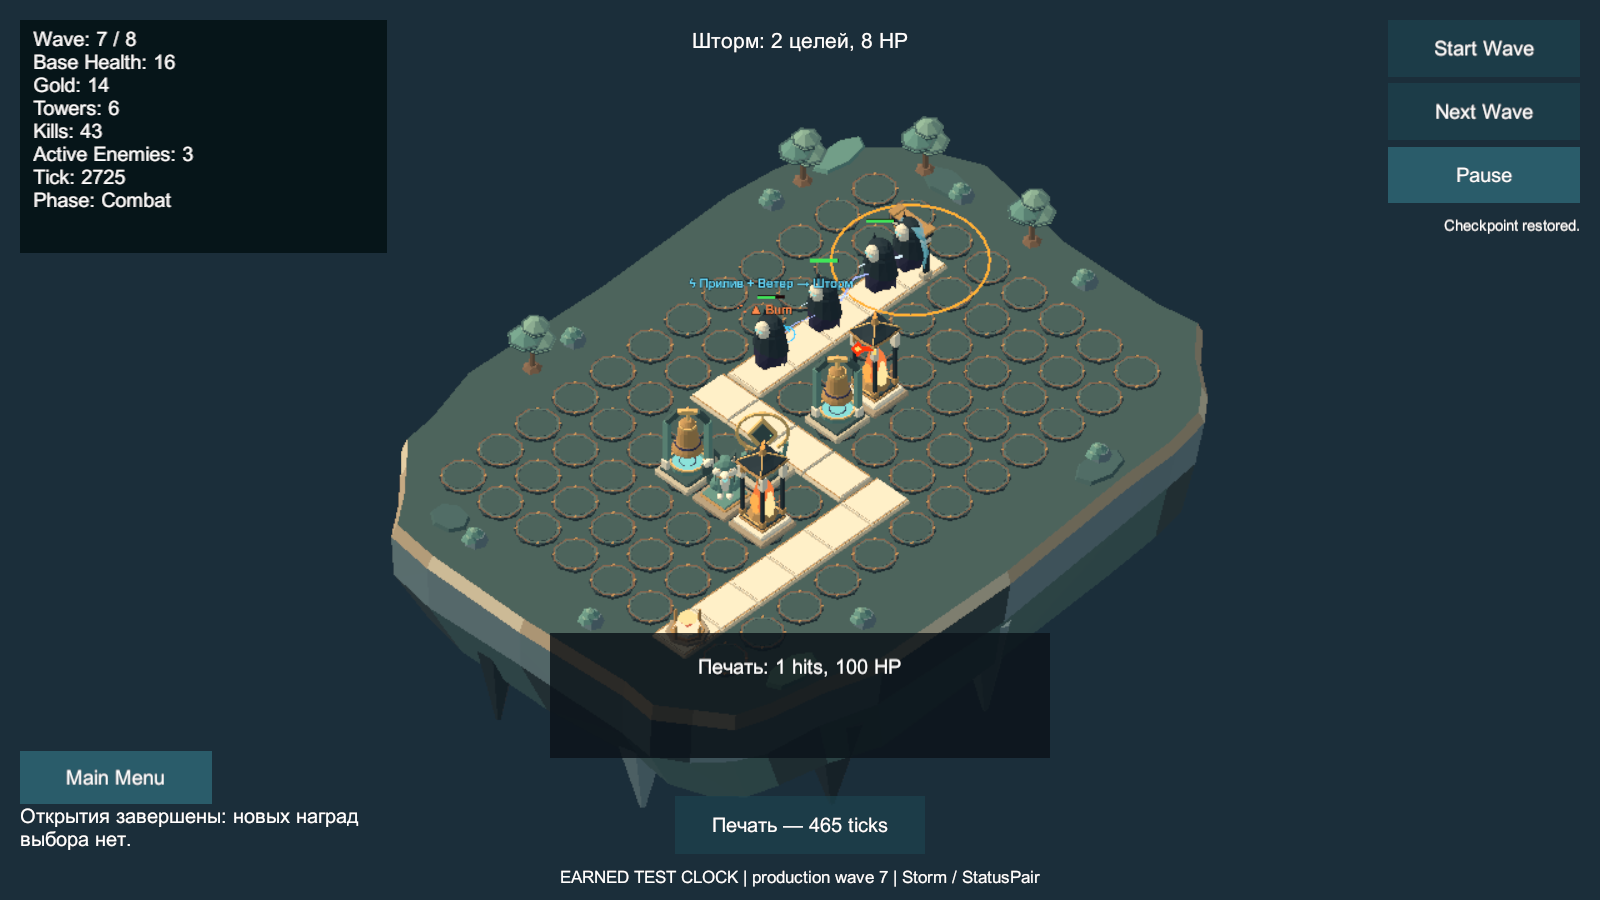 Wave: 7 / 8
Base Health: 16
Gold: 14
Towers: 6
Kills: 43
Active Enemies: 3
Tick: 2725
Phase: Combat
Шторм: 2 целей, 8 HP
Start Wave
Next Wave
Pause
Checkpoint restored.
ϟ Прилив + Ветер → Шторм
▲ Burn
Печать: 1 hits, 100 HP
Main Menu
Открытия завершены: новых наград
выбора нет.
Печать — 465 ticks
EARNED TEST CLOCK | production wave 7 | Storm / StatusPair